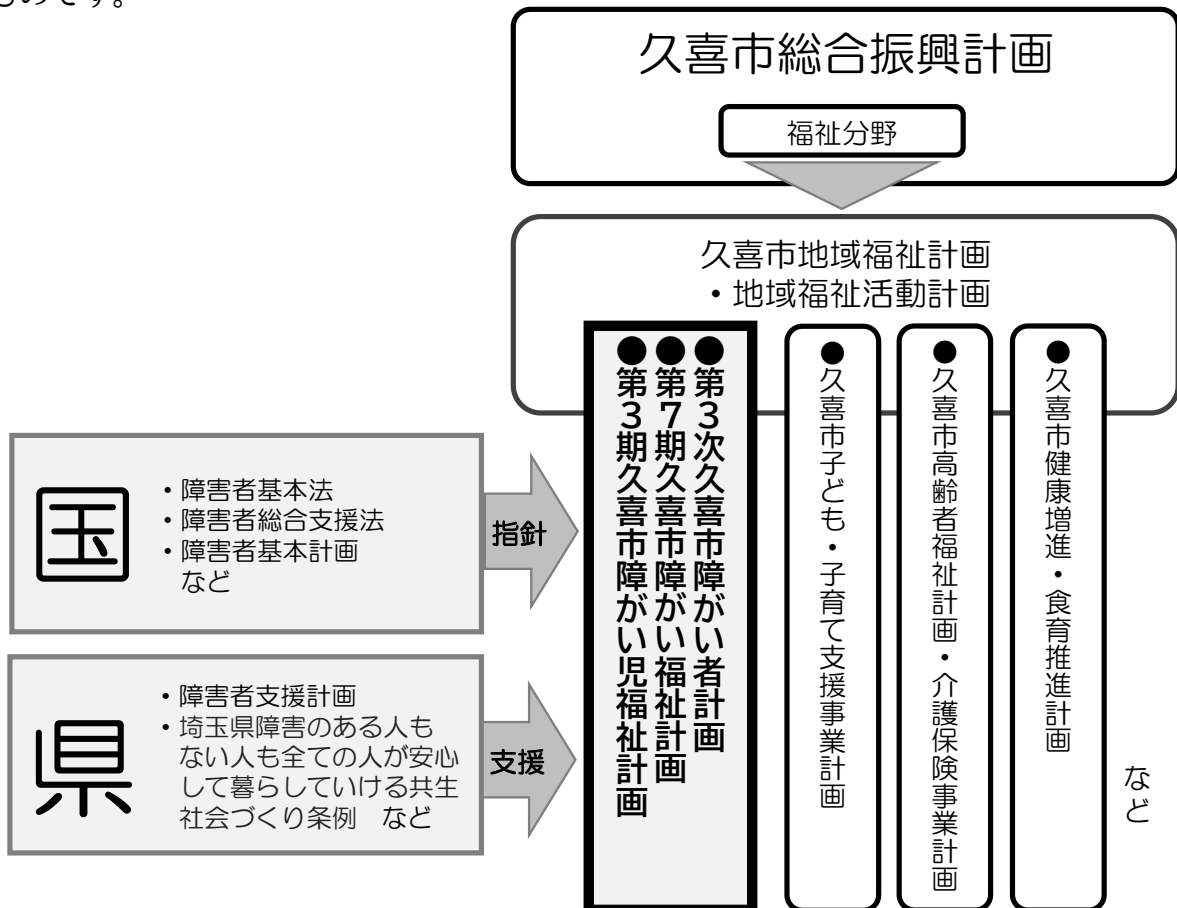 ものです。
久喜市総合振興計画
福祉分野
久喜市地域福祉計画
・地域福祉活動計画
●第３次久喜市障がい者計画
●第７期久喜市障がい福祉計画
●第３期久喜市障がい児福祉計画
●久喜市子ども・子育て支援事業計画
●久喜市高齢者福祉計画・介護保険事業計画
●久喜市健康増進・食育推進計画
など
国
・障害者基本法
・障害者総合支援法
・障害者基本計画
など
指針
県
・障害者支援計画
・埼玉県障害のある人も
ない人も全ての人が安心
して暮らしていける共生
社会づくり条例　など
支援